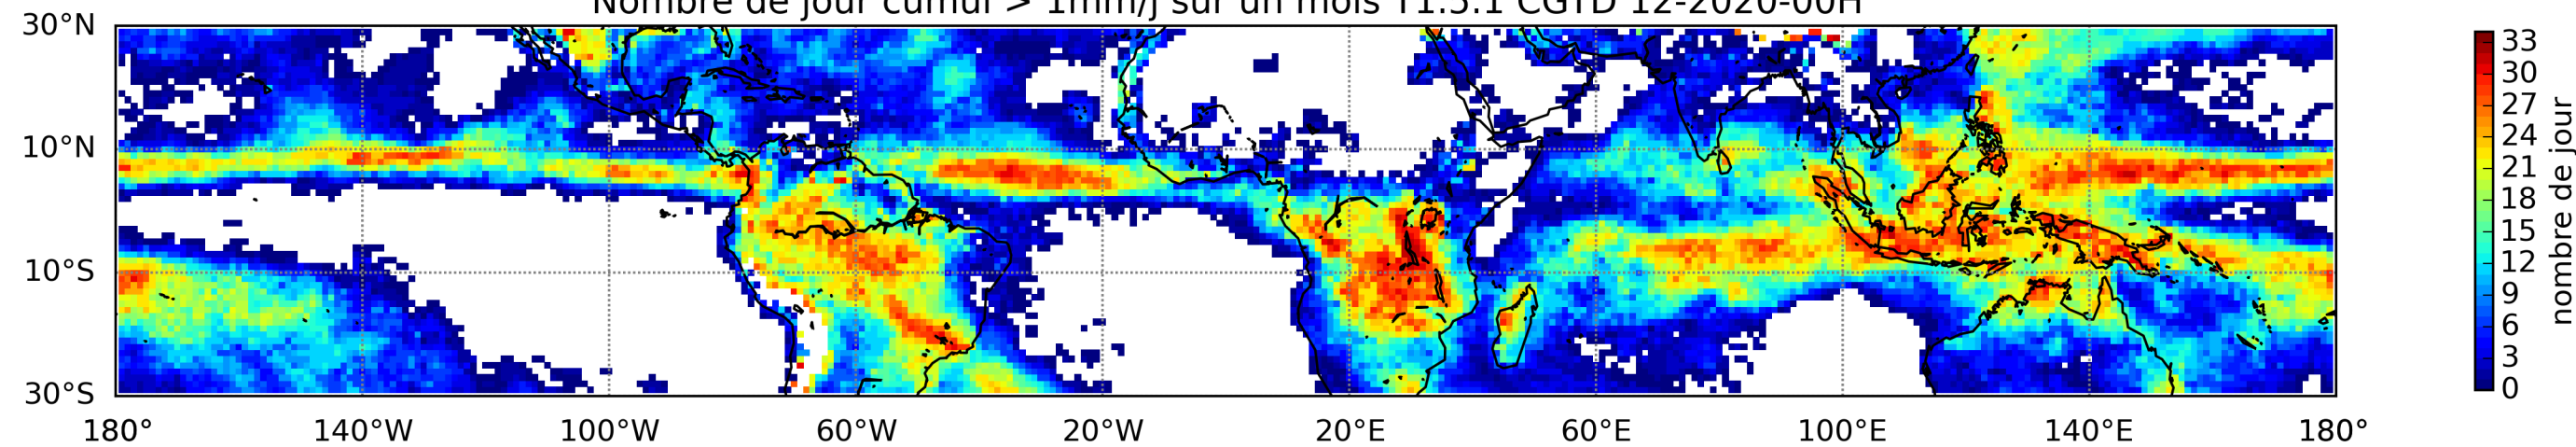 Nombre de jour cumul > 1mm/j sur un mois T1.5.1 CGTD 12-2020-00H
30°N
10°N
10°S
30°S
180° 140°W 100°W 60°W 20°W 20°E 60°E 100°E 140°E 180°
33
30
27
24
21
18
15
12
9
6
3
0
nombre de jour